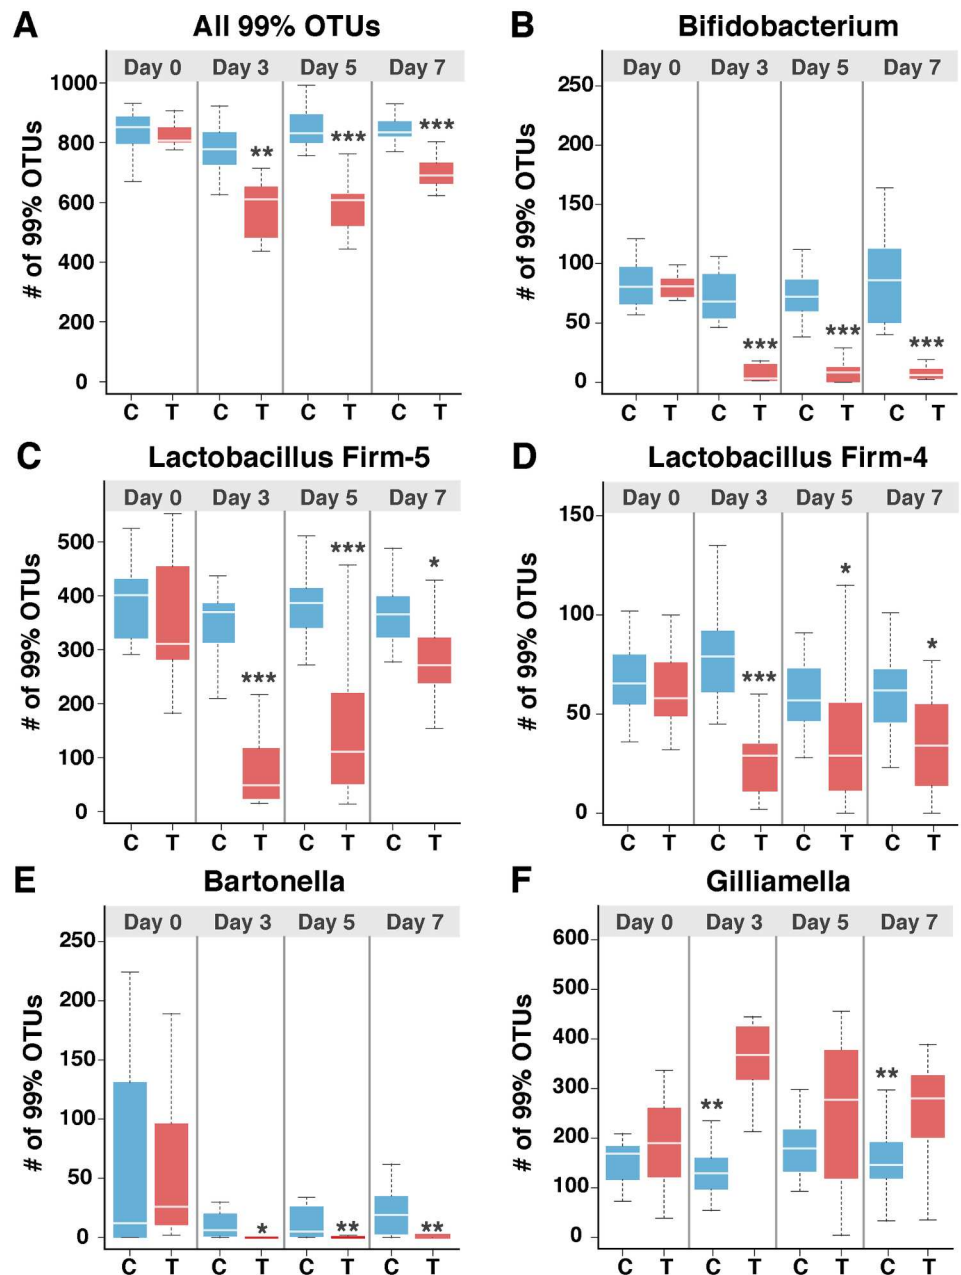 A All 99% OTUs
Day 0 Day 3 Day 5 Day 7
# of 99% OTUs
1000
800
600
400
200
0
** *** ***
C T C T C T C T
B Bifidobacterium
Day 0 Day 3 Day 5 Day 7
# of 99% OTUs
250
200
150
100
50
0
*** *** ***
C T C T C T C T
C Lactobacillus Firm-5
Day 0 Day 3 Day 5 Day 7
# of 99% OTUs
500
400
300
200
100
0
*** *** *
C T C T C T C T
D Lactobacillus Firm-4
Day 0 Day 3 Day 5 Day 7
# of 99% OTUs
150
100
50
0
*** * *
C T C T C T C T
E Bartonella
Day 0 Day 3 Day 5 Day 7
# of 99% OTUs
250
200
150
100
50
0
* ** **
C T C T C T C T
F Gilliamella
Day 0 Day 3 Day 5 Day 7
# of 99% OTUs
600
500
400
300
200
100
0
** **
C T C T C T C T